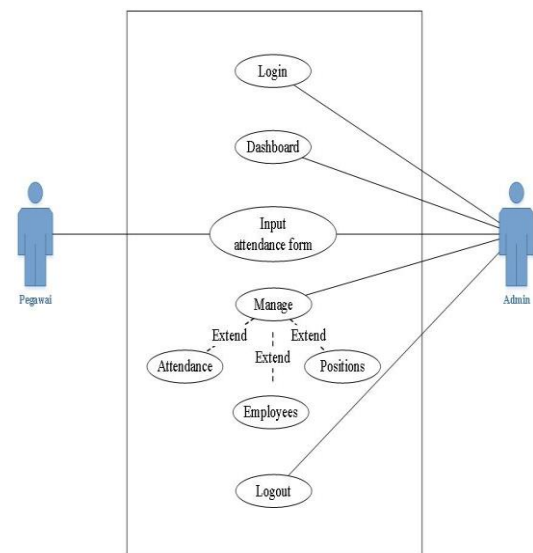 Login
Dashboard
Input
attendance form
Pegawai
Admin
Manage
Extend
Extend
Extend
Attendance
Positions
Employees
Logout